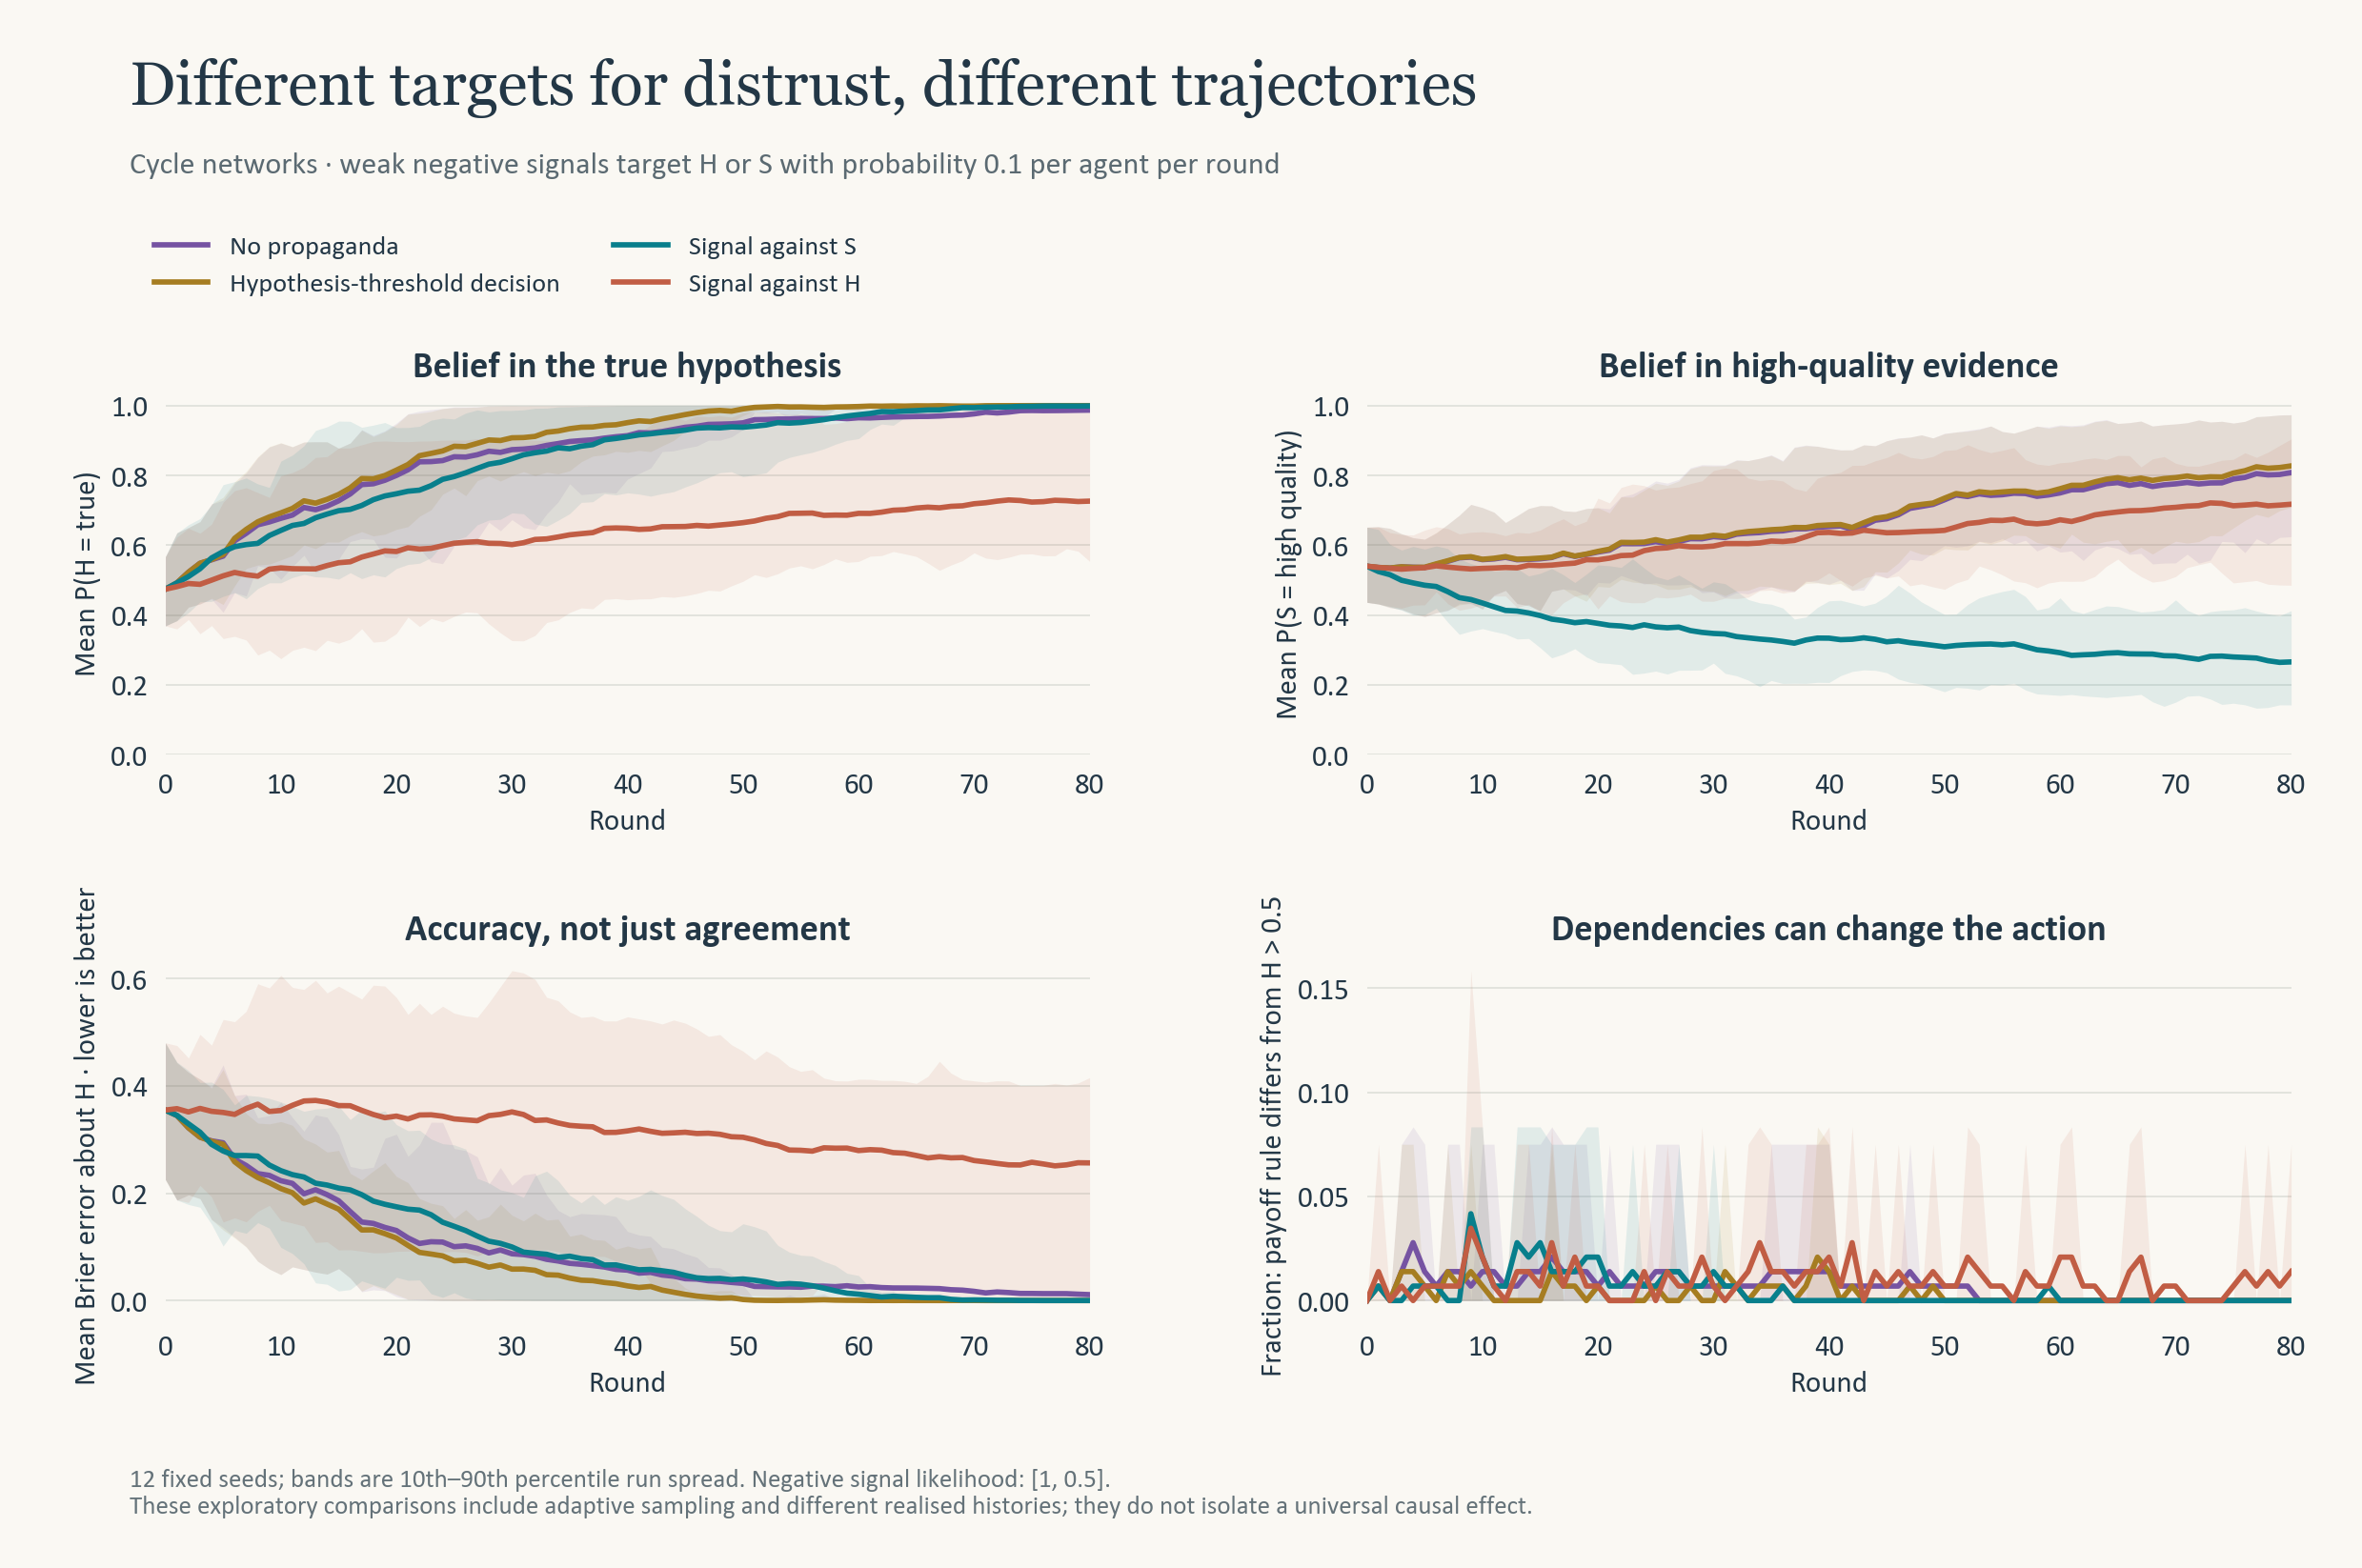 Different targets for distrust, different trajectories
Cycle networks · weak negative signals target H or S with probability 0.1 per agent per round
No propaganda
Signal against S
Hypothesis-threshold decision
Signal against H
Belief in the true hypothesis
Mean P(H = true)
1.0
0.8
0.6
0.4
0.2
0.0
0 10 20 30 40 50 60 70 80
Round
Belief in high-quality evidence
Mean P(S = high quality)
1.0
0.8
0.6
0.4
0.2
0.0
0 10 20 30 40 50 60 70 80
Round
Accuracy, not just agreement
Mean Brier error about H · lower is better
0.6
0.4
0.2
0.0
0 10 20 30 40 50 60 70 80
Round
Dependencies can change the action
Fraction: payoff rule differs from H > 0.5
0.15
0.10
0.05
0.00
0 10 20 30 40 50 60 70 80
Round
12 fixed seeds; bands are 10th–90th percentile run spread. Negative signal likelihood: [1, 0.5].
These exploratory comparisons include adaptive sampling and different realised histories; they do not isolate a universal causal effect.